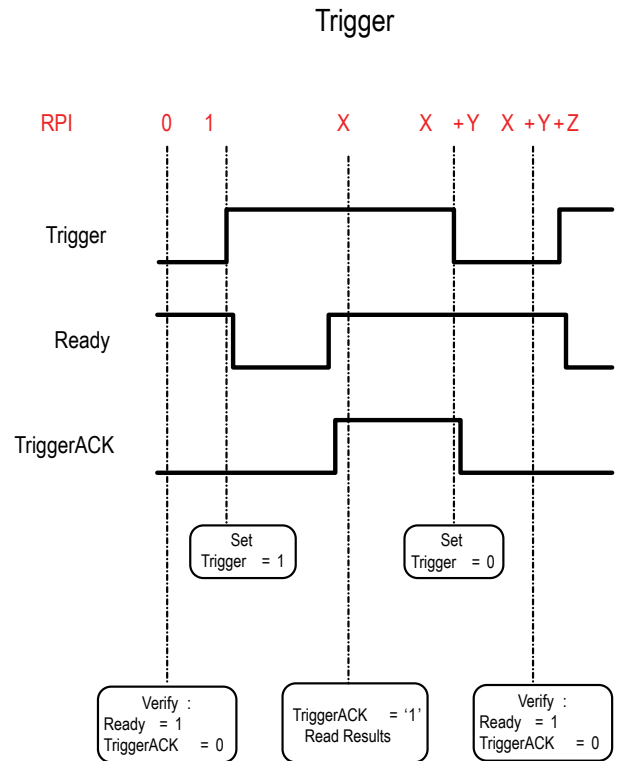 Trigger
RPI 0 1 X X +Y X +Y+Z
Trigger
Ready
TriggerACK
Set
Trigger = 1
Set
Trigger = 0
Verify :
Ready = 1
TriggerACK = 0
TriggerACK = ‘1’
Read Results
Verify :
Ready = 1
TriggerACK = 0